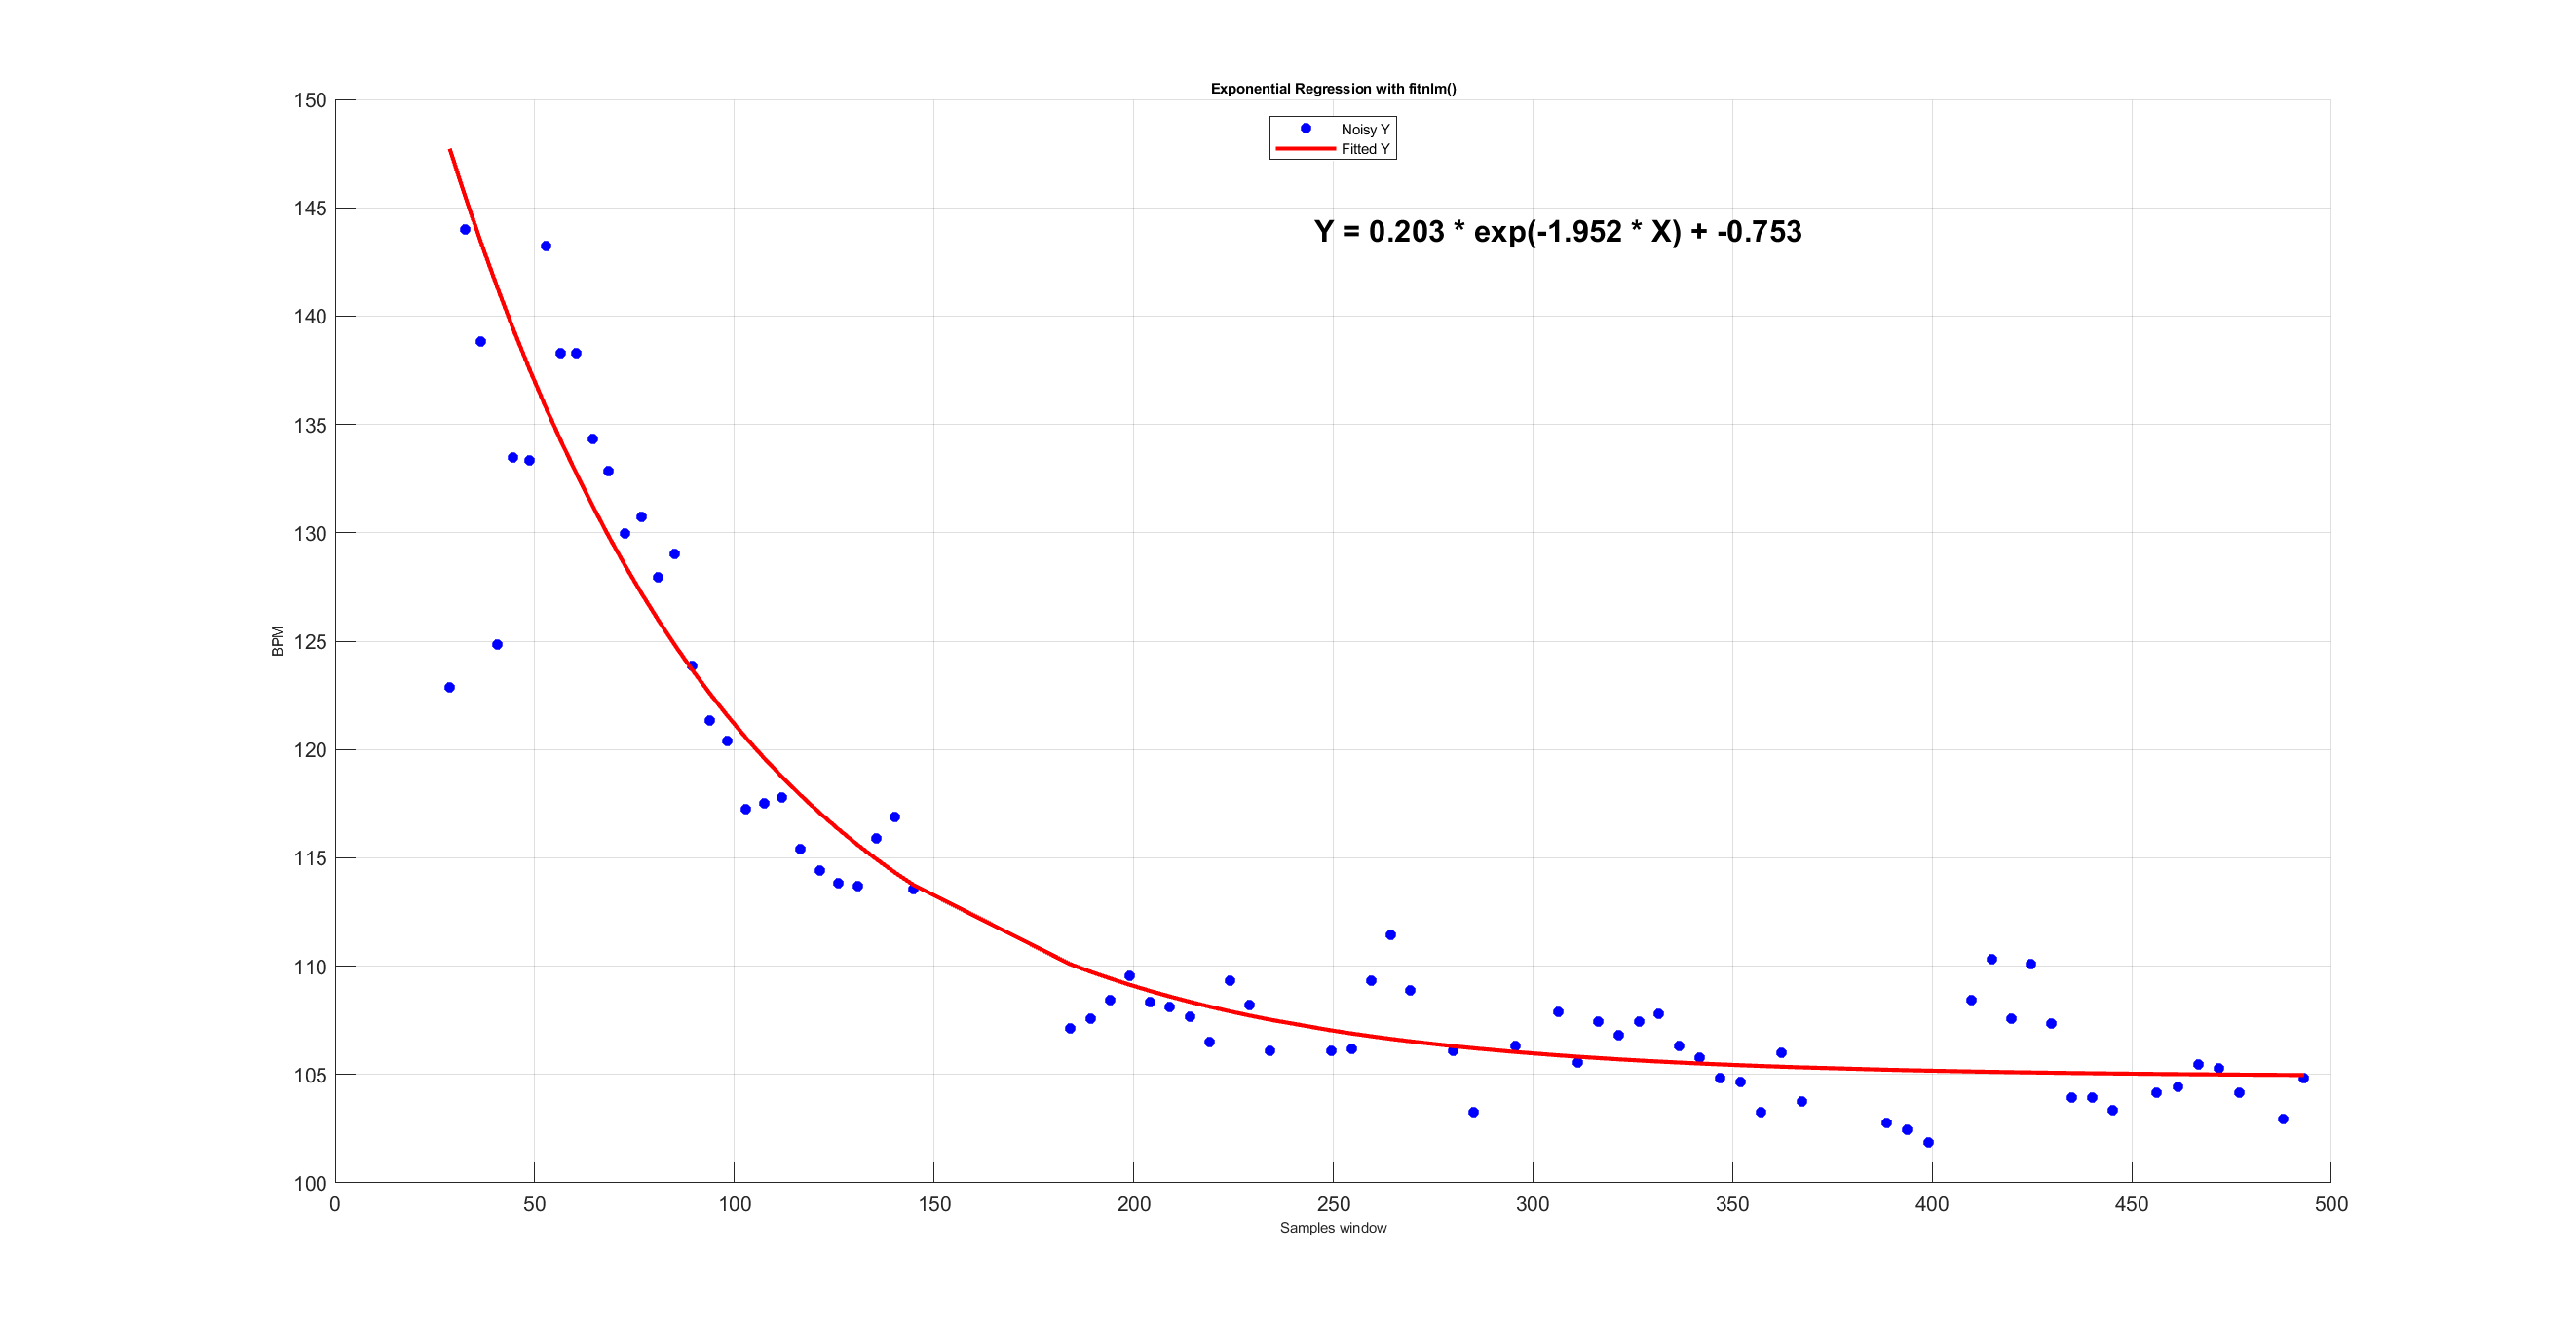 Exponential Regression with fitnlm()
150
Noisy Y
Fitted Y
145
Y = 0.203 * exp(-1.952 * X) + -0.753
140
135
130
125
BPM
120
115
110
105
100
0 50 100 150 200 250 300 350 400 450 500
Samples window